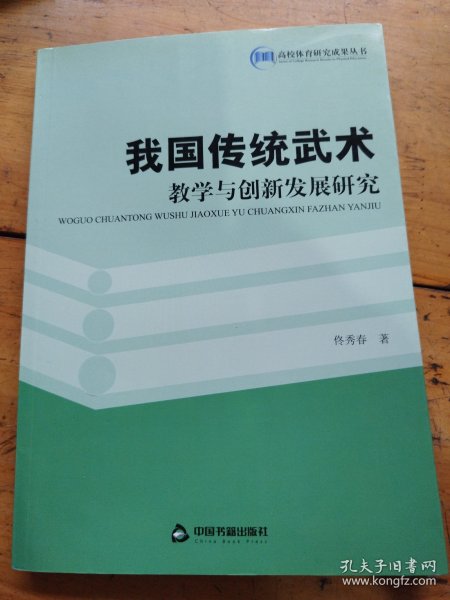 高校体育研究成果丛书
我国传统武术
教学与创新发展研究
WOGUO CHUANTONG WUSHU JIAOXUE YU CHUANGXIN FAZHAN YANJIU
佟秀春 著
中国书籍出版社
China Book Press
孔夫子旧书网
www.kongfz.com